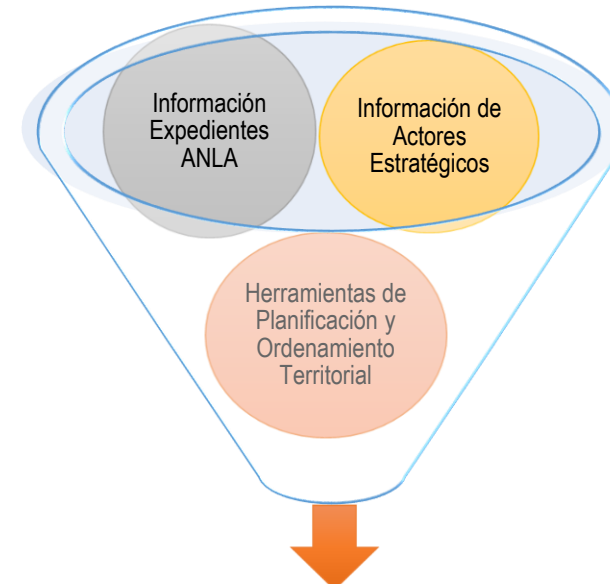 Información
Expedientes
ANLA
Información de
Actores
Estratégicos
Herramientas de
Planificación y
Ordenamiento
Territorial